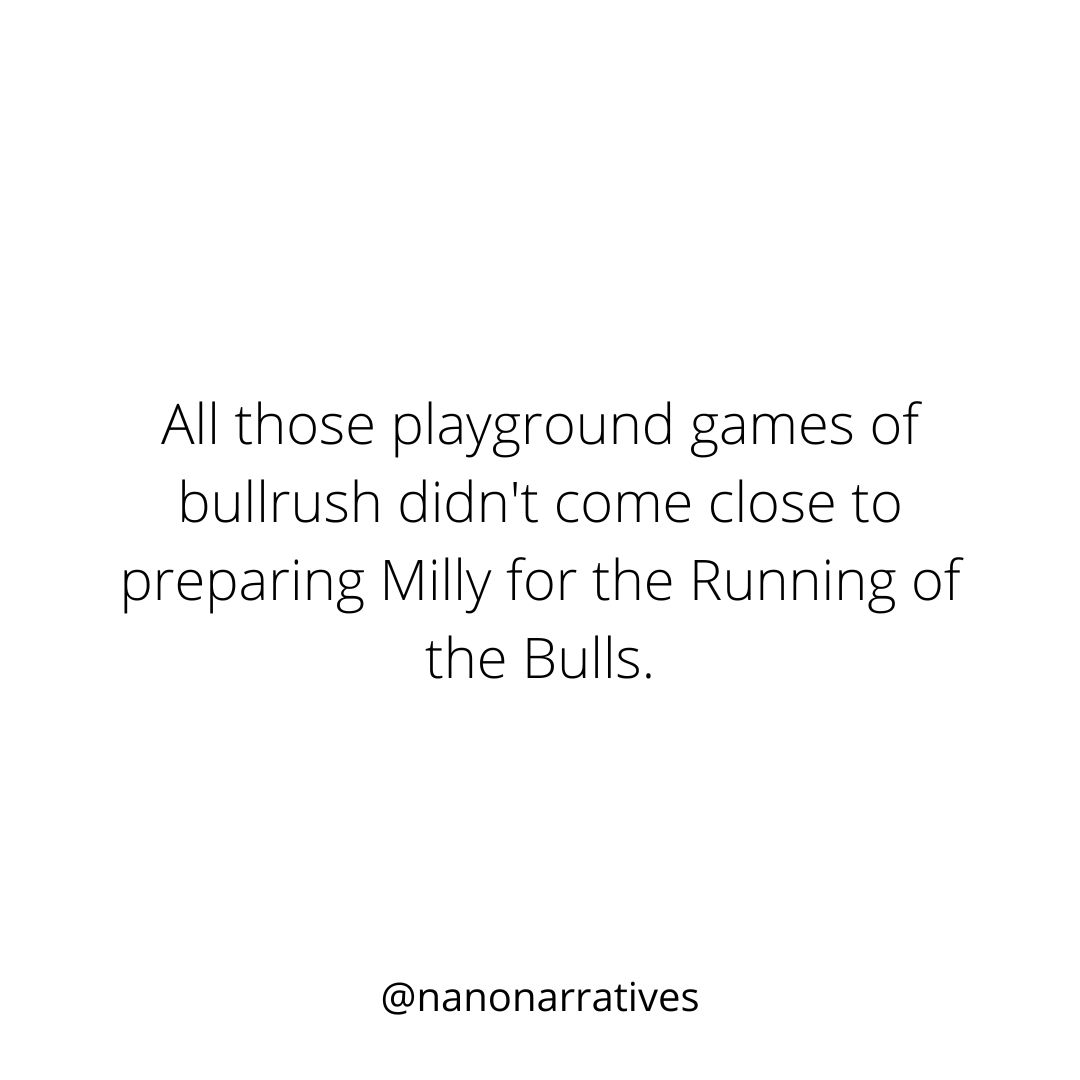 All those playground games of
bullrush didn't come close to
preparing Milly for the Running of
the Bulls.
@nanonarratives